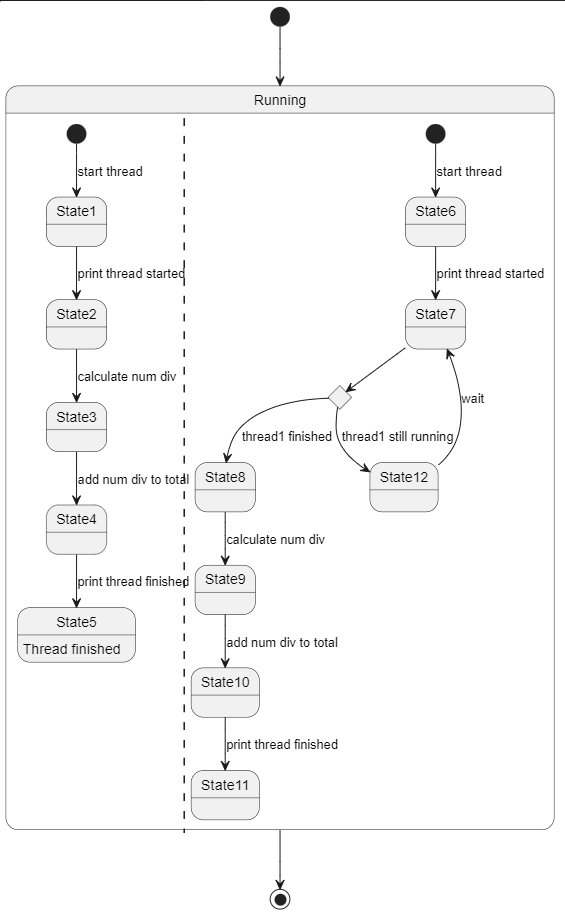 Running
start thread
State1
print thread started
State2
calculate num div
State3
add num div to total
State4
print thread finished
State5
Thread finished
start thread
State6
print thread started
State7
wait
thread1 finished
thread1 still running
State8
State12
calculate num div
State9
add num div to total
State10
print thread finished
State11